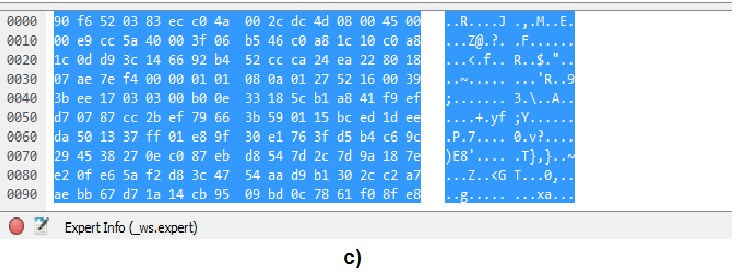 0000 90 f6 52 03 83 ec c0 4a 00 2c dc 4d 08 00 45 00 ..R....J .,.M..E.
0010 00 e9 cc 5a 40 00 3f 06 b5 46 c0 a8 1c 10 c0 a8 ...Z@.?. .F......
0020 1c 0d d9 3c 14 66 92 b4 52 cc ca 24 ea 22 80 18 ...<.f.. R..$."..
0030 07 ae 7e f4 00 00 01 01 08 0a 01 27 52 16 00 39 ..~..... ...'R..9
0040 3b ee 17 03 03 00 b0 0e 33 18 5c b1 a8 41 f9 ef ;....... 3.\..A..
0050 d7 07 87 cc 2b ef 79 66 3b 59 01 15 bc ed 1d ee ....+.yf ;Y......
0060 da 50 13 37 ff 01 e8 9f 30 e1 76 3f d5 b4 c6 9c .P.7.... 0.v?....
0070 29 45 38 27 0e c0 87 eb d8 54 7d 2c 7d 9a 18 7e )E8'.... .T},}..~
0080 e2 0f e6 5a f2 d8 3c 47 54 aa d9 b1 30 2c c2 a7 ...Z..<G T...0,..
0090 ae bb 67 d7 1a 14 cb 95 09 bd 0c 78 61 f0 8f e8 ..g..... ...xa...
Expert Info (_ws.expert)
c)